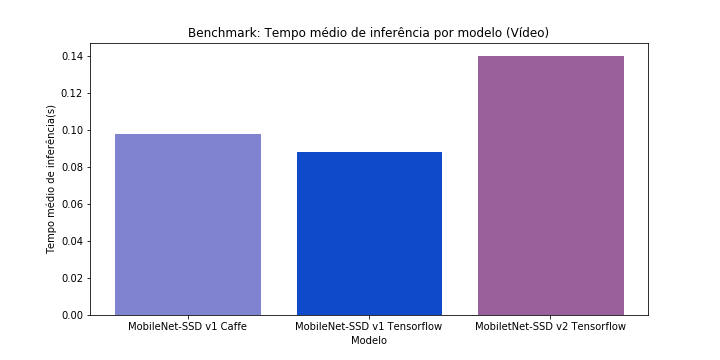 Benchmark: Tempo médio de inferência por modelo (Vídeo)
Tempo médio de inferência(s)
0.14
0.12
0.10
0.08
0.06
0.04
0.02
0.00
MobileNet-SSD v1 Caffe
MobileNet-SSD v1 Tensorflow
MobiletNet-SSD v2 Tensorflow
Modelo